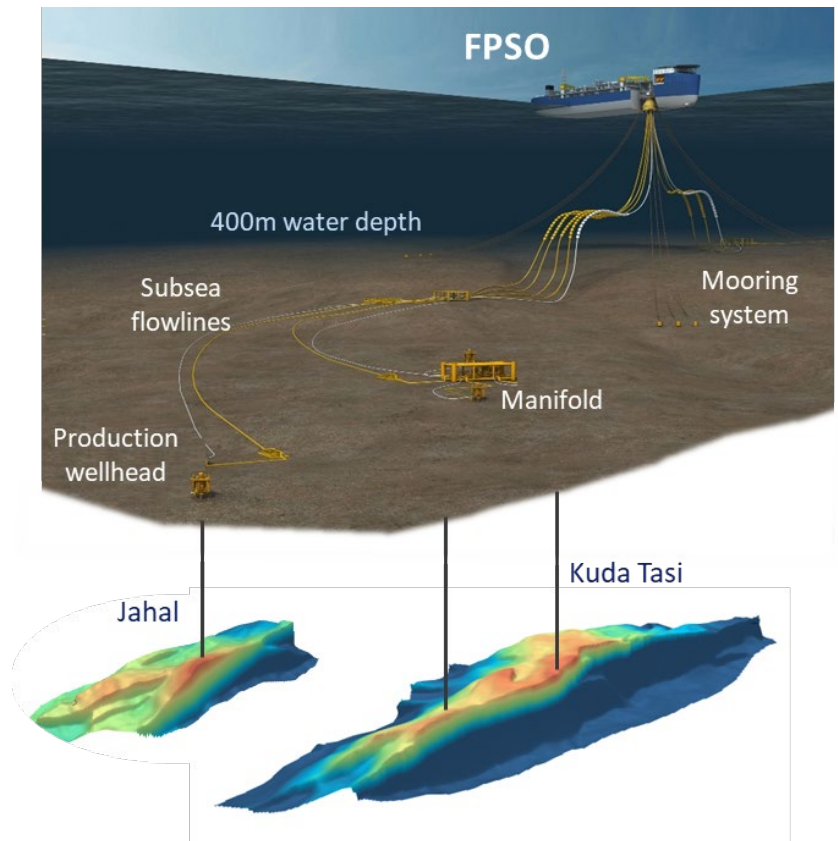 FPSO
400m water depth
Subsea
flowlines
Mooring
system
Manifold
Production
wellhead
Kuda Tasi
Jahal